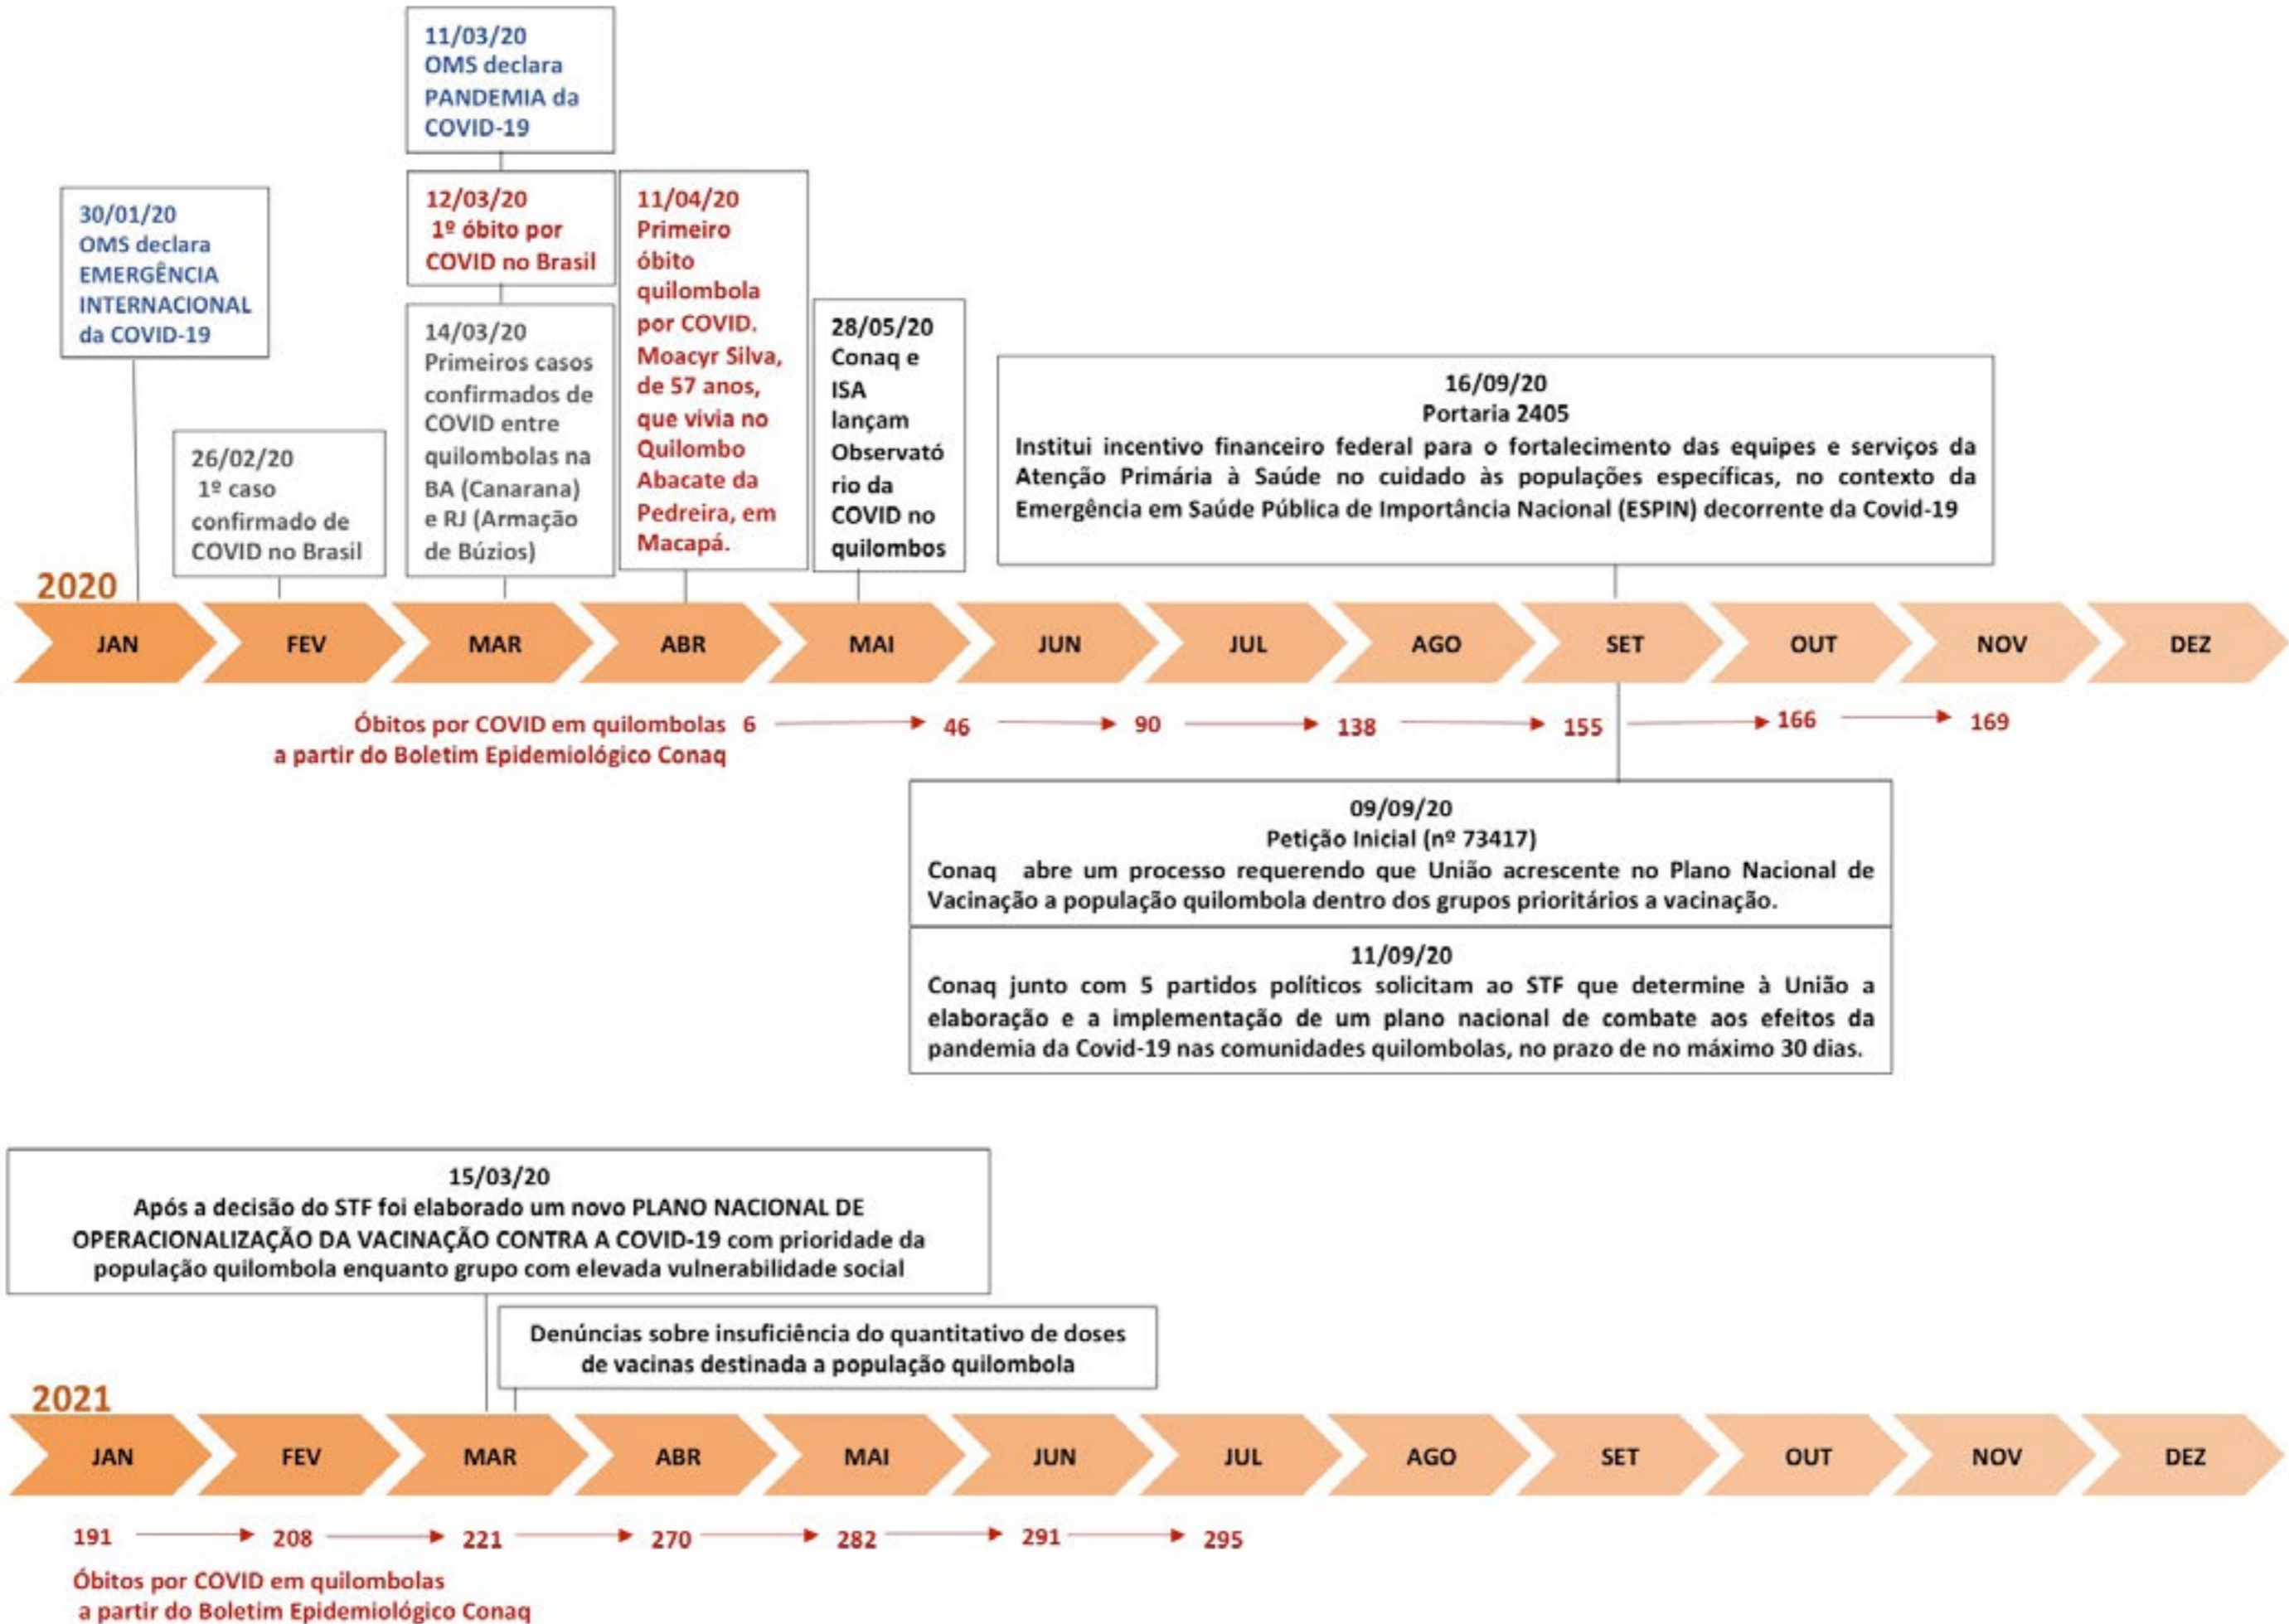 11/03/20
OMS declara
PANDEMIA da
COVID-19
30/01/20
OMS declara
EMERGÊNCIA
INTERNACIONAL
da COVID-19
26/02/20
1º caso
confirmado de
COVID no Brasil
12/03/20
1º óbito por
COVID no Brasil
14/03/20
Primeiros casos
confirmados de
COVID entre
quilombolas na
BA (Canarana)
e RJ (Armação
de Búzios)
11/04/20
Primeiro
óbito
quilombola
por COVID.
Moacyr Silva,
de 57 anos,
que vivia no
Quilombo
Abacate da
Pedreira, em
Macapá.
28/05/20
Conaq e
ISA
lançam
Observató
rio da
COVID no
quilombos
16/09/20
Portaria 2405
Institui incentivo financeiro federal para o fortalecimento das equipes e serviços da
Atenção Primária à Saúde no cuidado às populações específicas, no contexto da
Emergência em Saúde Pública de Importância Nacional (ESPIN) decorrente da Covid-19
2020
JAN FEV MAR ABR MAI JUN JUL AGO SET OUT NOV DEZ
Óbitos por COVID em quilombolas 6 46 90 138 155 166 169
a partir do Boletim Epidemiológico Conaq
09/09/20
Petição Inicial (nº 73417)
Conaq abre um processo requerendo que União acrescente no Plano Nacional de
Vacinação a população quilombola dentro dos grupos prioritários a vacinação.
11/09/20
Conaq junto com 5 partidos políticos solicitam ao STF que determine à União a
elaboração e a implementação de um plano nacional de combate aos efeitos da
pandemia da Covid-19 nas comunidades quilombolas, no prazo de no máximo 30 dias.
15/03/20
Após a decisão do STF foi elaborado um novo PLANO NACIONAL DE
OPERACIONALIZAÇÃO DA VACINAÇÃO CONTRA A COVID-19 com prioridade da
população quilombola enquanto grupo com elevada vulnerabilidade social
Denúncias sobre insuficiência do quantitativo de doses
de vacinas destinada a população quilombola
2021
JAN FEV MAR ABR MAI JUN JUL AGO SET OUT NOV DEZ
191 208 221 270 282 291 295
Óbitos por COVID em quilombolas
a partir do Boletim Epidemiológico Conaq